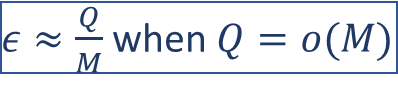 ϵ ≈ Q/M when Q = o(M)